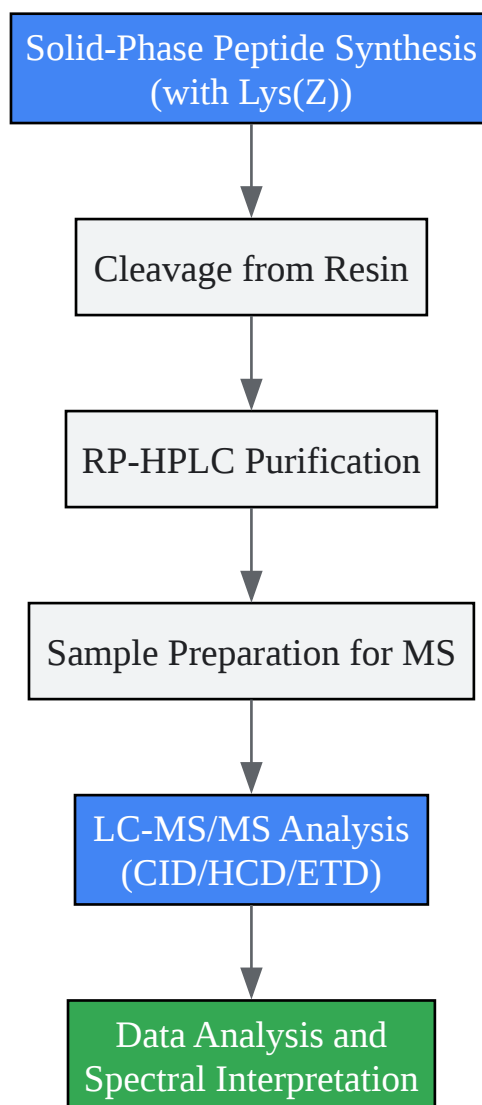 Solid-Phase Peptide Synthesis
(with Lys(Z))
Cleavage from Resin
RP-HPLC Purification
Sample Preparation for MS
LC-MS/MS Analysis
(CID/HCD/ETD)
Data Analysis and
Spectral Interpretation